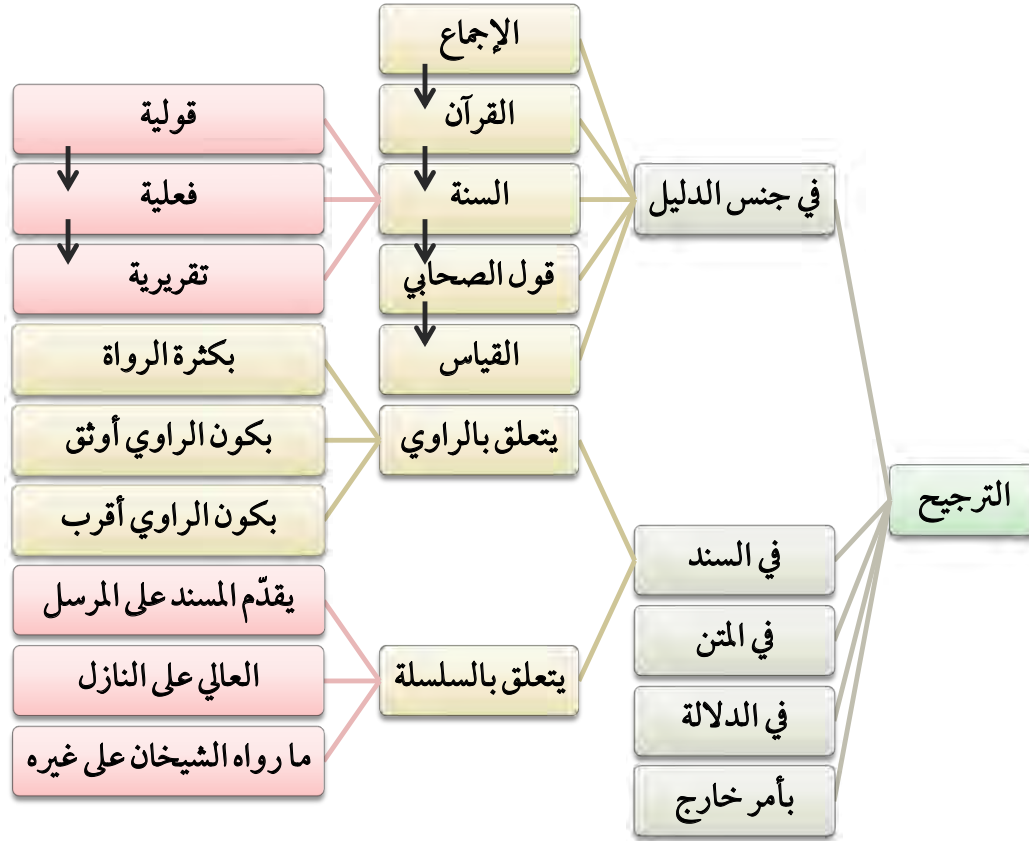 الترجيح
في جنس الدليل
الإجماع
القرآن
السنة
قولية
فعلية
تقريرية
قول الصحابي
القياس
في السند
يتعلق بالراوي
بكثرة الرواة
بكون الراوي أوثق
بكون الراوي أقرب
يتعلق بالسلسلة
يقدّم المسند على المرسل
العالي على النازل
ما رواه الشيخان على غيره
في المتن
في الدلالة
بأمر خارج